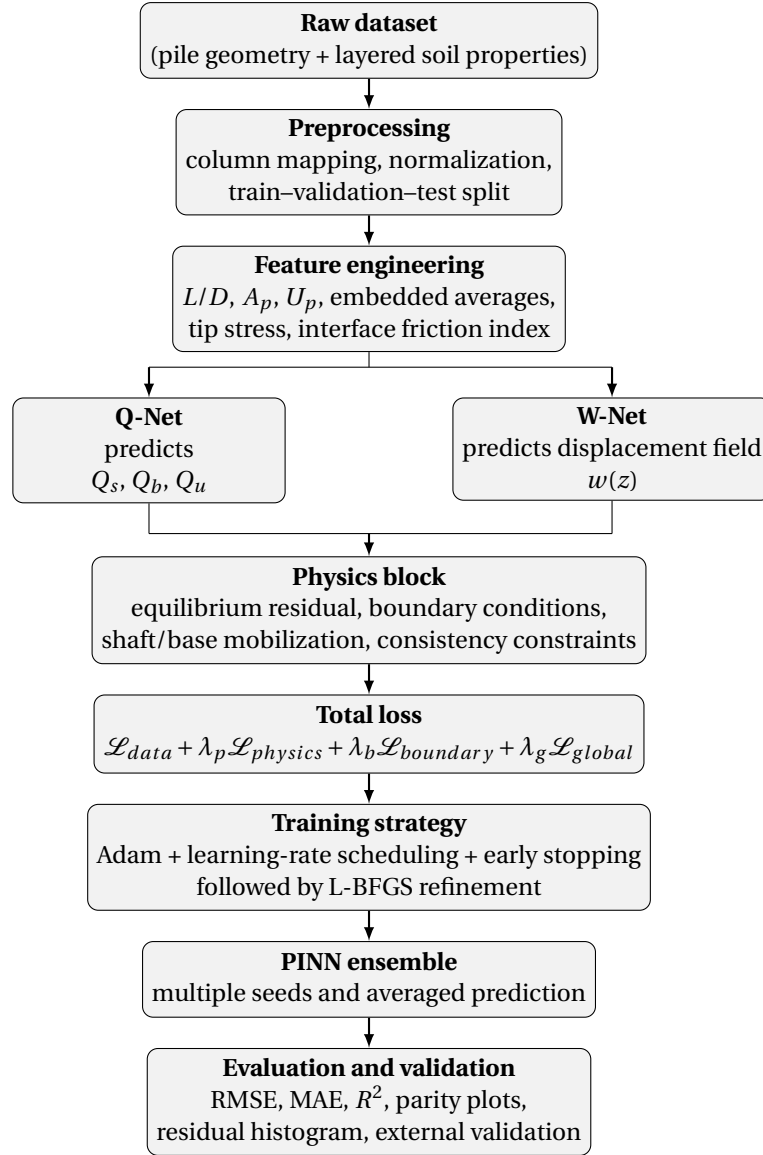 Raw dataset
(pile geometry + layered soil properties)
Preprocessing
column mapping, normalization,
train–validation–test split
Feature engineering
L/D, A_p, U_p, embedded averages,
tip stress, interface friction index
Q-Net
predicts
Q_s, Q_b, Q_u
W-Net
predicts displacement field
w(z)
Physics block
equilibrium residual, boundary conditions,
shaft/base mobilization, consistency constraints
Total loss
ℒ_data + λ_p ℒ_physics + λ_b ℒ_boundary + λ_g ℒ_global
Training strategy
Adam + learning-rate scheduling + early stopping
followed by L-BFGS refinement
PINN ensemble
multiple seeds and averaged prediction
Evaluation and validation
RMSE, MAE, R², parity plots,
residual histogram, external validation